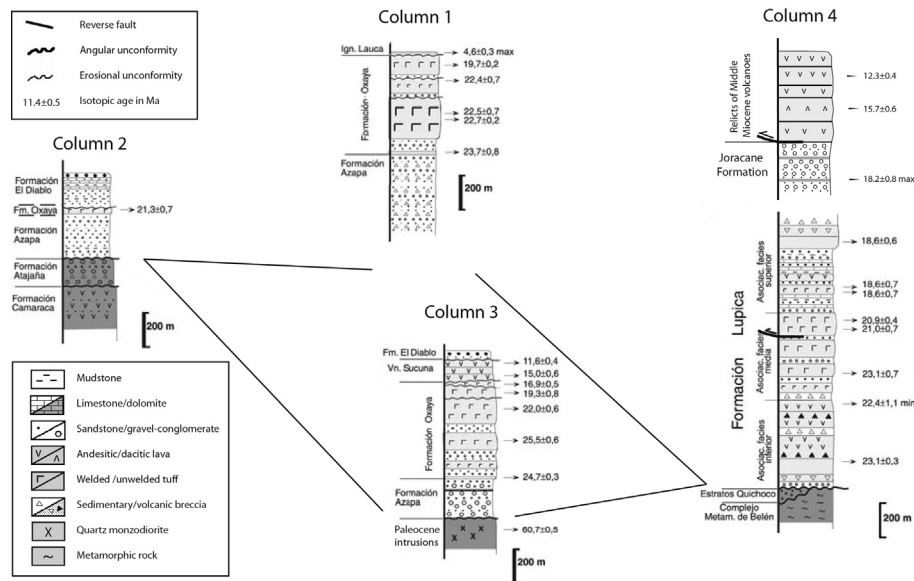 Reverse fault
Angular unconformity
Erosional unconformity
11.4±0.5 Isotopic age in Ma
Column 1
Ign. Lauca
Formación Oxaya
Formación
Azapa
4,6±0,3 max
19,7±0,2
22,4±0,7
22,5±0,7
22,7±0,2
23,7±0,8
200 m
Column 2
Formación
El Diablo
Fm. Oxaya
Formación
Azapa
Formación
Atajaña
Formación
Camaraca
21,3±0,7
200 m
Column 3
Fm. El Diablo
Vn. Sucuna
Formación Oxaya
Formación
Azapa
Paleocene
intrusions
11,6±0,4
15,0±0,6
16,9±0,5
19,3±0,8
22,0±0,6
25,5±0,6
24,7±0,3
60,7±0,5
200 m
Column 4
Relicts of Middle
Miocene volcanoes
Joracane
Formation
12.3±0.4
15.7±0.6
18.2±0.8 max
200 m
Formación Lupica
Asociac. facies
superior
Asociac. facies
media
Asociac. facies
inferior
Estratos Quichoco
Complejo
Metam. de Belén
18,6±0,6
18,6±0,7
18,6±0,7
20,9±0,4
21,0±0,7
23,1±0,7
22,4±1,1 min
23,1±0,3
200 m
Mudstone
Limestone/dolomite
Sandstone/gravel-conglomerate
Andesitic/dacitic lava
Welded /unwelded tuff
Sedimentary/volcanic breccia
Quartz monzodiorite
Metamorphic rock